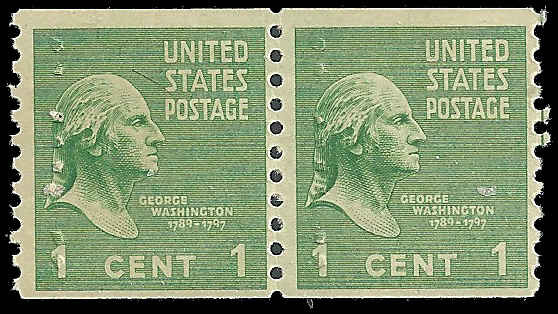 UNITED
STATES
POSTAGE
GEORGE
WASHINGTON
1789-1797
1 CENT 1
UNITED
STATES
POSTAGE
GEORGE
WASHINGTON
1789-1797
1 CENT 1